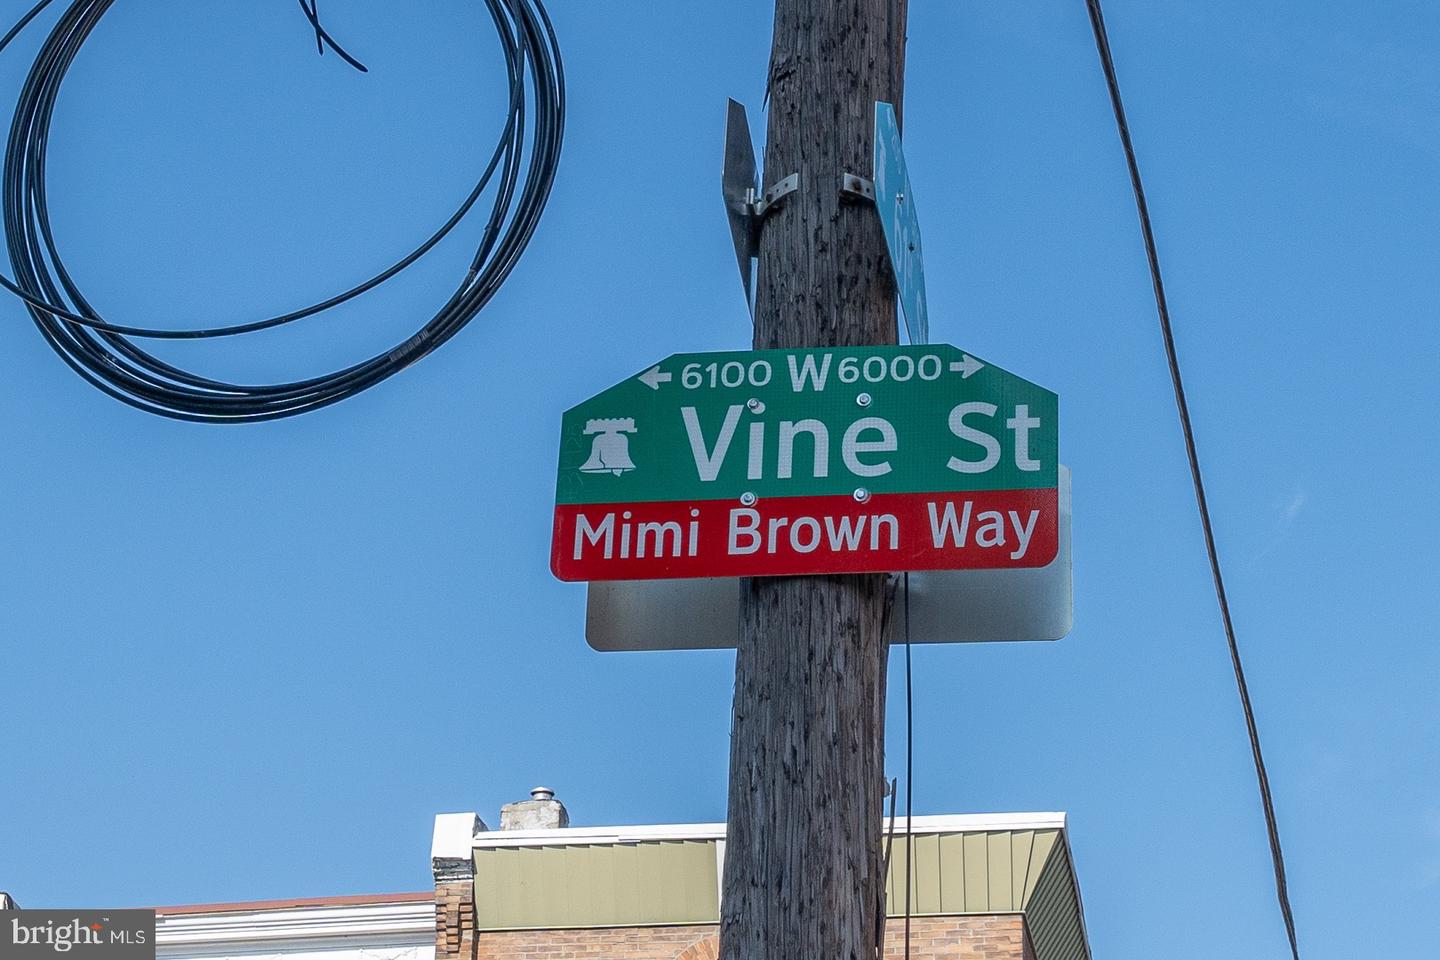 6100 W 6000
Vine St
Mimi Brown Way
bright MLS